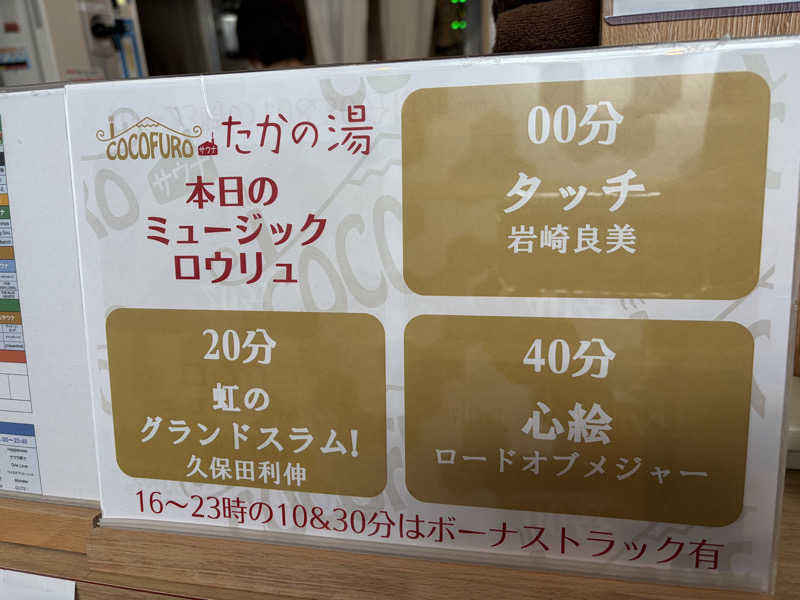 COCOFURO サウナ たかの湯
本日の
ミュージック
ロウリュ
00分
タッチ
岩崎良美
20分
虹の
グランドスラム!
久保田利伸
40分
心絵
ロードオブメジャー
16〜23時の10&30分はボーナストラック有